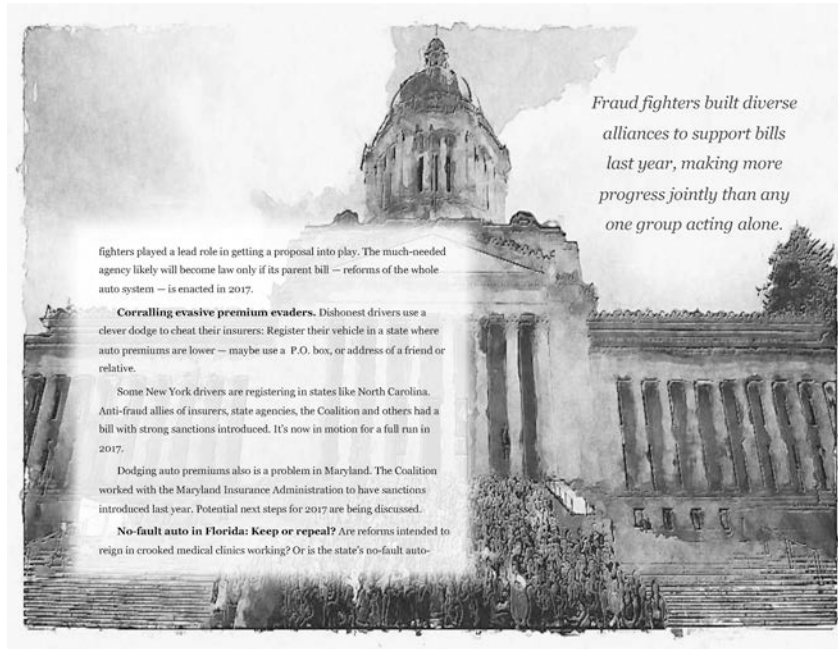 Fraud fighters built diverse
alliances to support bills
last year, making more
progress jointly than any
one group acting alone.
fighters played a lead role in getting a proposal into play. The much-needed
agency likely will become law only if its parent bill — reforms of the whole
auto system — is enacted in 2017.
Corralling evasive premium evaders. Dishonest drivers use a
clever dodge to cheat their insurers: Register their vehicle in a state where
auto premiums are lower — maybe use a P.O. box, or address of a friend or
relative.
Some New York drivers are registering in states like North Carolina.
Anti-fraud allies of insurers, state agencies, the Coalition and others had a
bill with strong sanctions introduced. It's now in motion for a full run in
2017.
Dodging auto premiums also is a problem in Maryland. The Coalition
worked with the Maryland Insurance Administration to have sanctions
introduced last year. Potential next steps for 2017 are being discussed.
No-fault auto in Florida: Keep or repeal? Are reforms intended to
reign in crooked medical clinics working? Or is the state's no-fault auto-